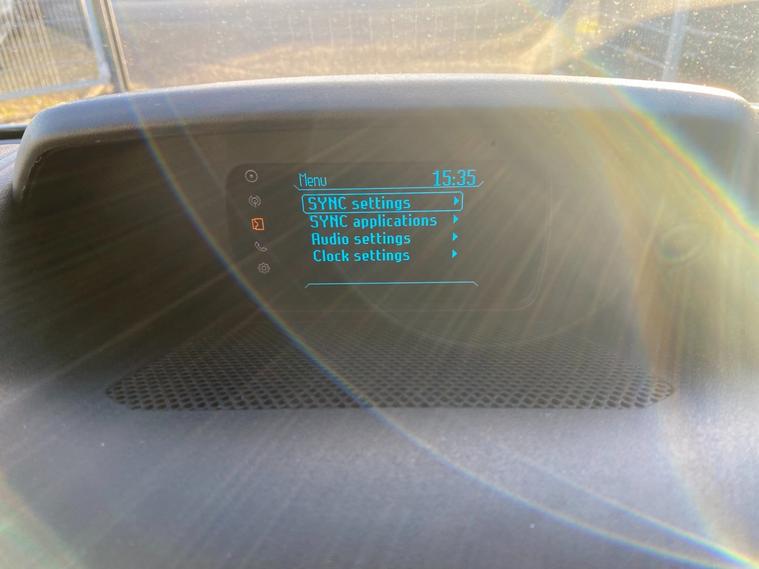 Menu 15:35
SYNC settings
SYNC applications
Audio settings
Clock settings